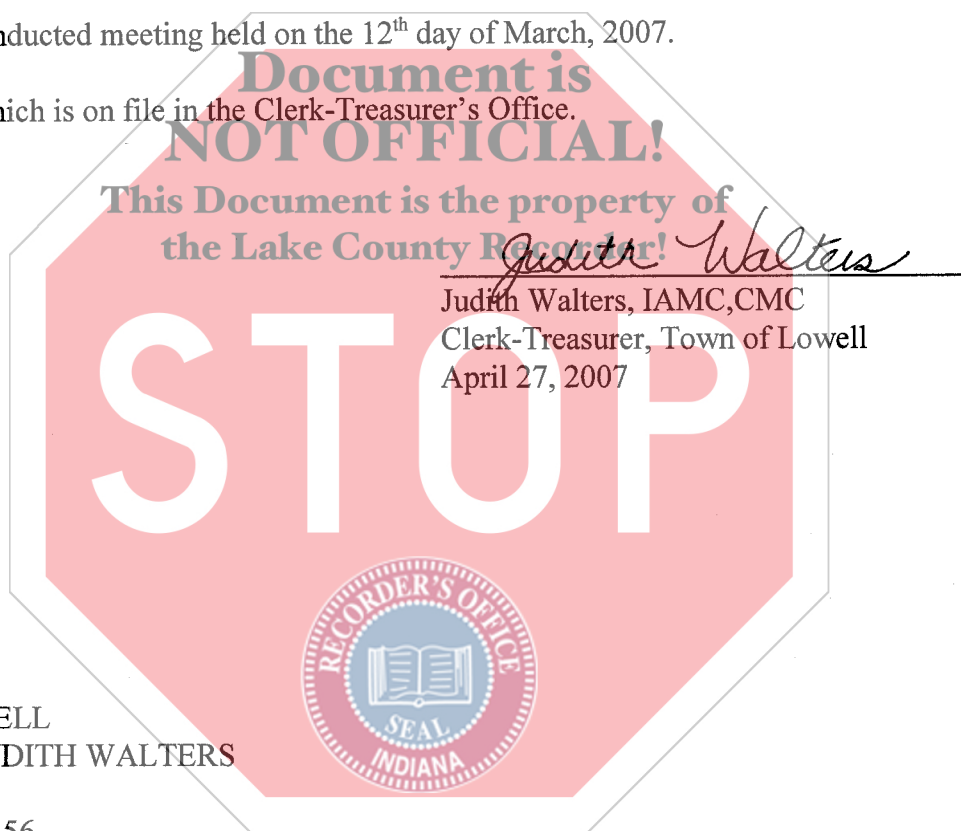 nducted meeting held on the 12th day of March, 2007.
Document is
hich is on file in the Clerk-Treasurer's Office.
NOT OFFICIAL!
This Document is the property of
the Lake County Recorder!
Judith Walters
Judith Walters, IAMC,CMC
Clerk-Treasurer, Town of Lowell
April 27, 2007
STOP
RECORDER'S OFFICE
SEAL
INDIANA
ELL
DITH WALTERS
56